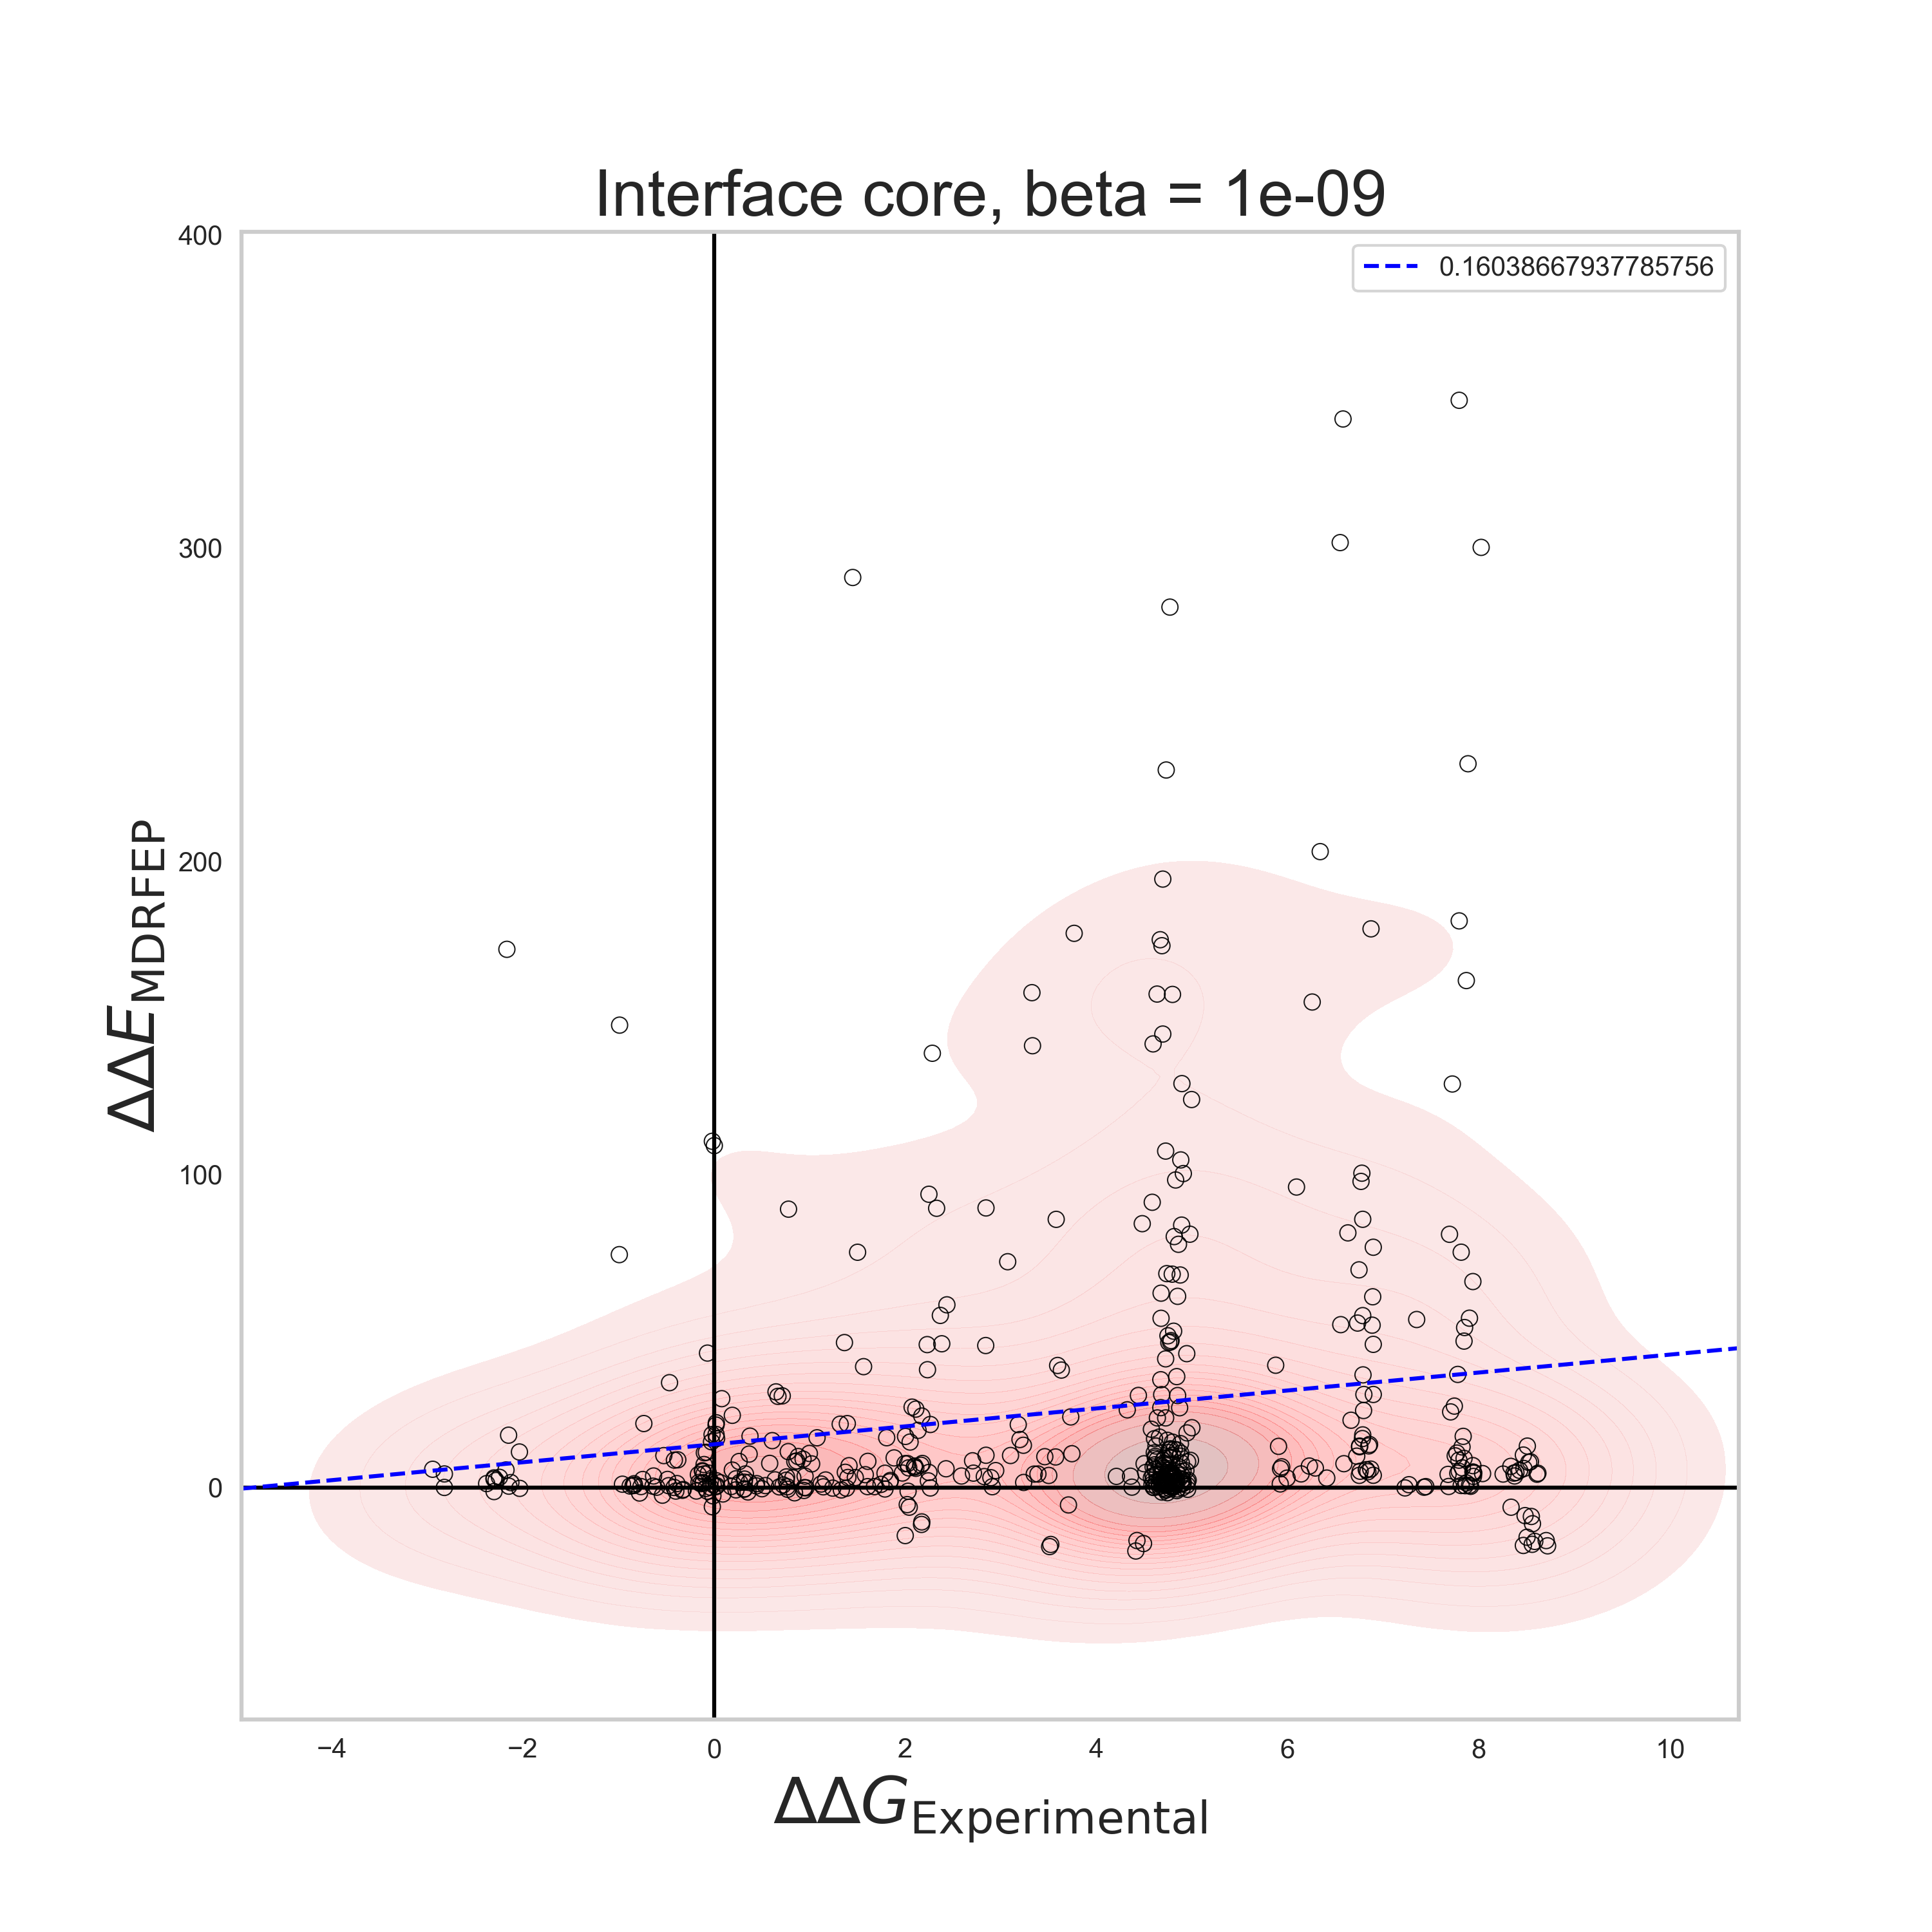 Interface core, beta = 1e-09
0.16038667937785756
400
300
200
100
0
ΔΔE_MDRFEP
−4 −2 0 2 4 6 8 10
ΔΔG_Experimental